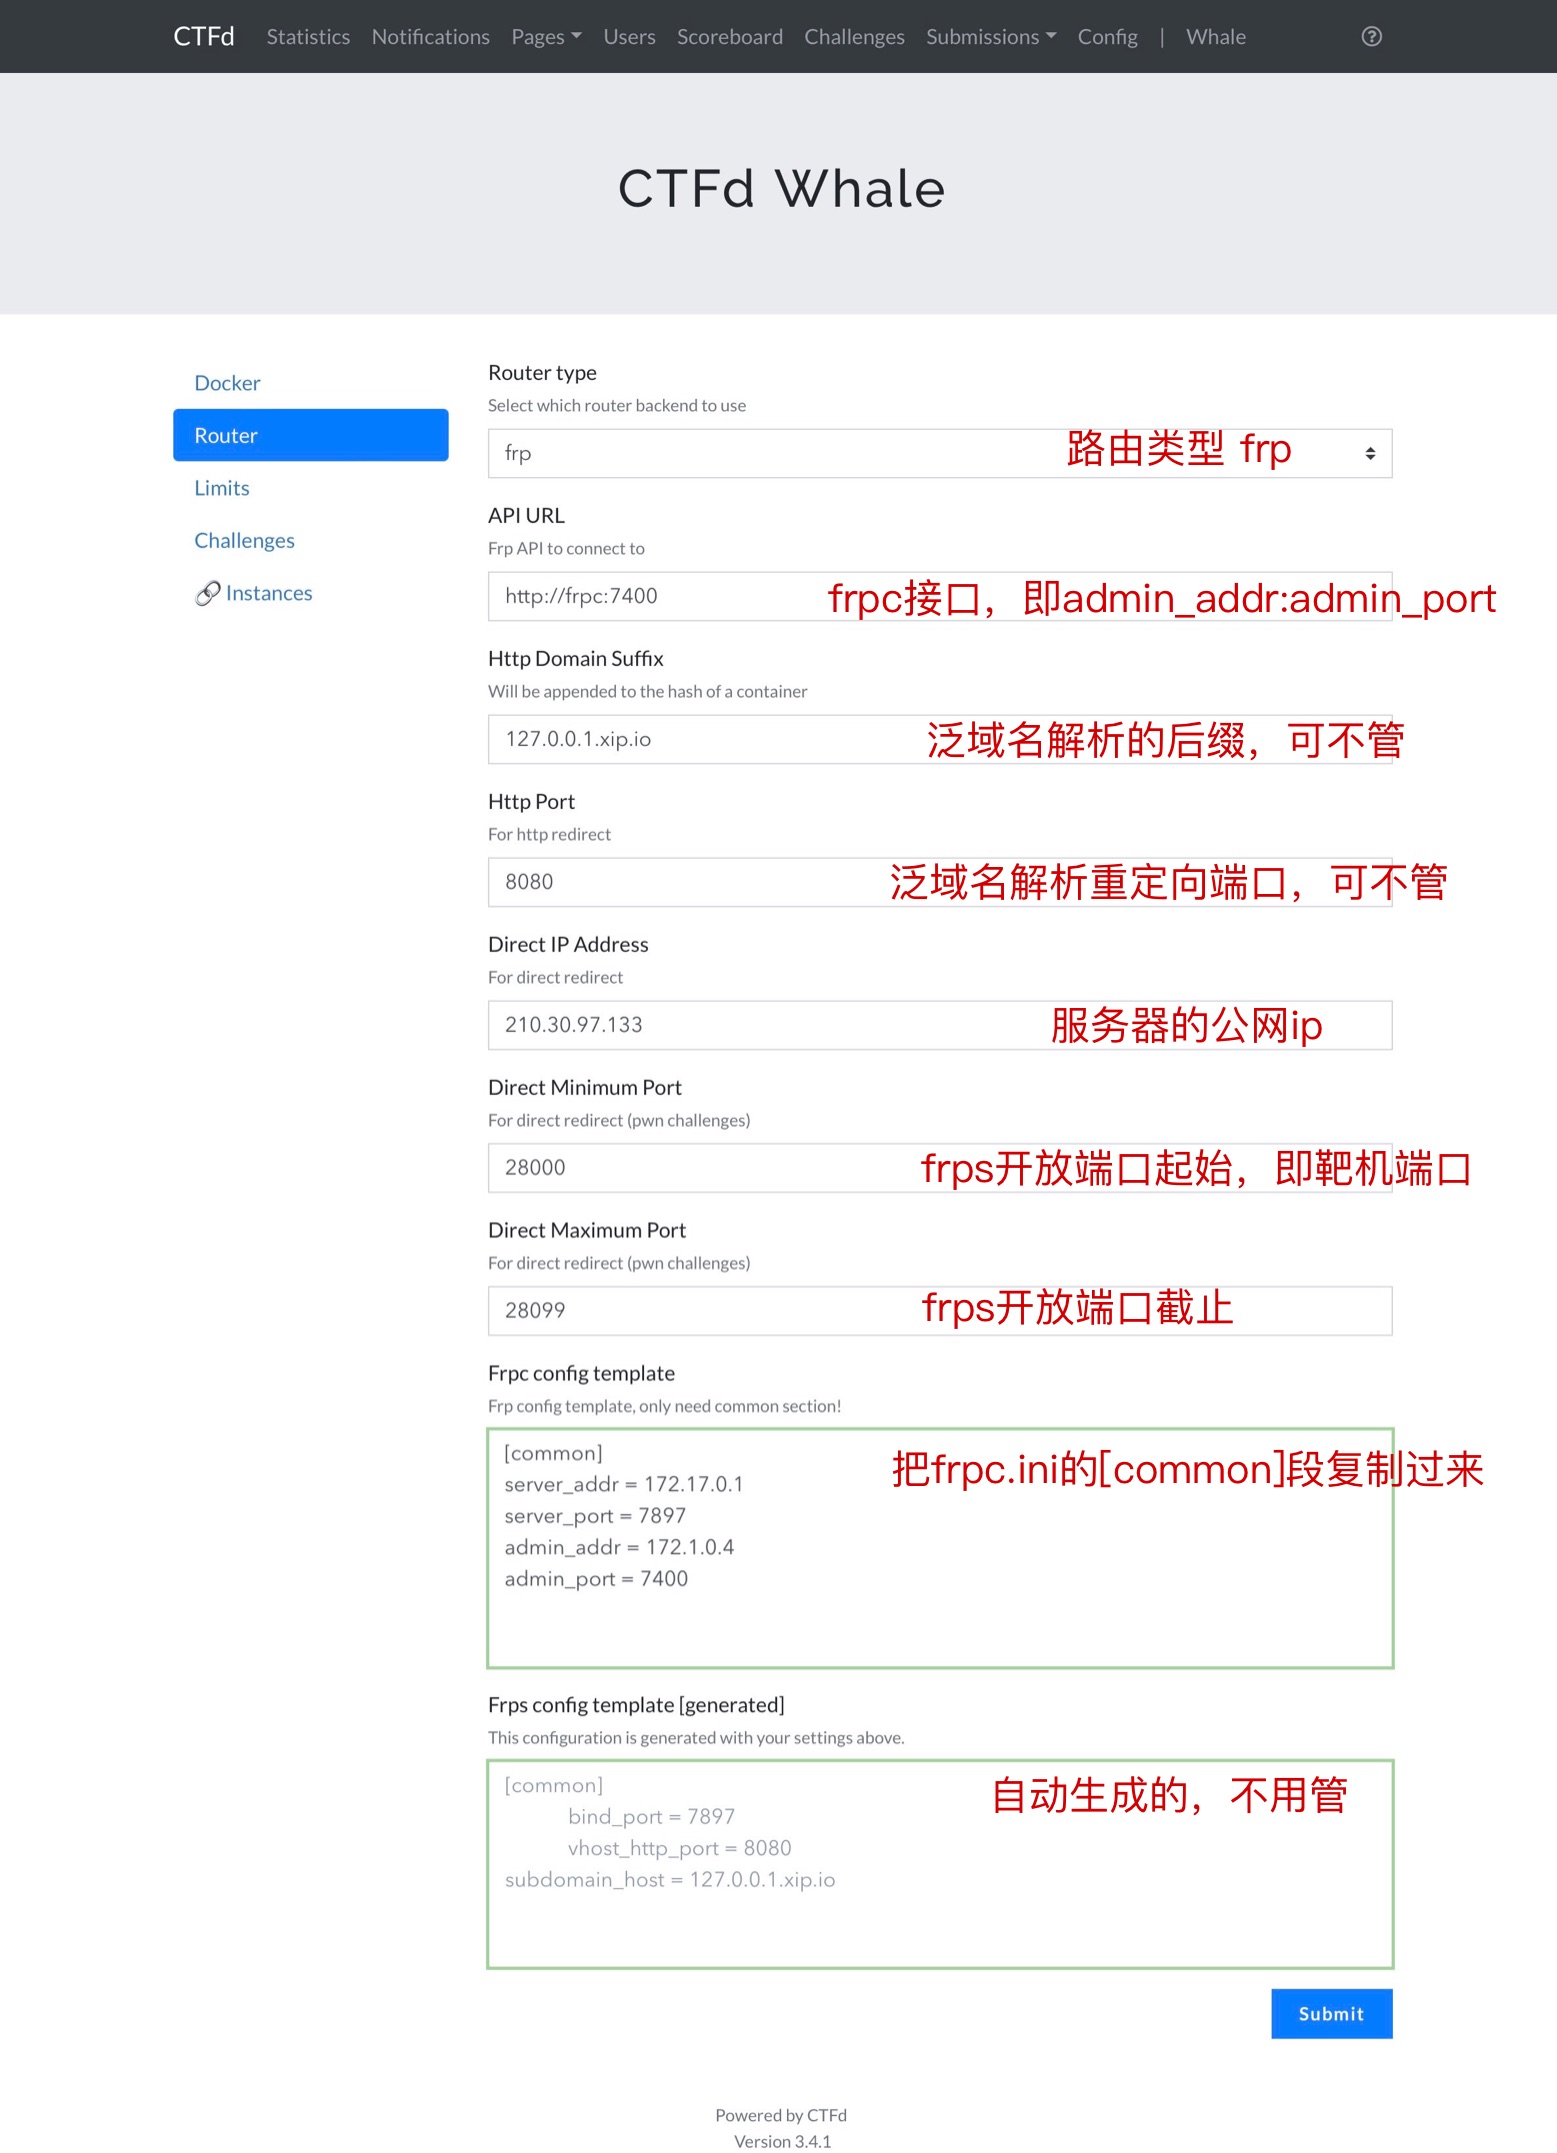 CTFd Statistics Notifications Pages Users Scoreboard Challenges Submissions Config | Whale
CTFd Whale
Docker
Router
Limits
Challenges
Instances
Router type
Select which router backend to use
frp 路由类型 frp
API URL
Frp API to connect to
http://frpc:7400 frpc接口，即admin_addr:admin_port
Http Domain Suffix
Will be appended to the hash of a container
127.0.0.1.xip.io 泛域名解析的后缀，可不管
Http Port
For http redirect
8080 泛域名解析重定向端口，可不管
Direct IP Address
For direct redirect
210.30.97.133 服务器的公网ip
Direct Minimum Port
For direct redirect (pwn challenges)
28000 frps开放端口起始，即靶机端口
Direct Maximum Port
For direct redirect (pwn challenges)
28099 frps开放端口截止
Frpc config template
Frp config template, only need common section!
[common] 把frpc.ini的[common]段复制过来
server_addr = 172.17.0.1
server_port = 7897
admin_addr = 172.1.0.4
admin_port = 7400
Frps config template [generated]
This configuration is generated with your settings above.
[common] 自动生成的，不用管
bind_port = 7897
vhost_http_port = 8080
subdomain_host = 127.0.0.1.xip.io
Submit
Powered by CTFd
Version 3.4.1